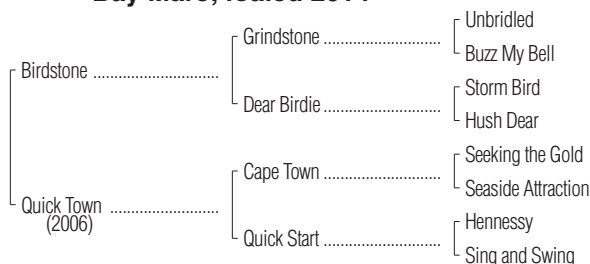 Bay Mare; foaled
Unbridled
Grindstone ..............................
Buzz My Bell
Birdstone ................................
Storm Bird
Dear Birdie ..............................
Hush Dear
Seeking the Gold
Cape Town ..............................
Seaside Attraction
Quick Town ............................
(2006)
Hennessy
Quick Start ..............................
Sing and Swing